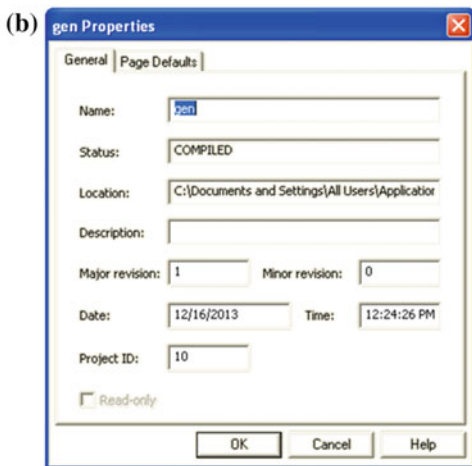 (b)
gen Properties
General Page Defaults
Name: gen
Status: COMPILED
Location: C:\Documents and Settings\All Users\Application
Description:
Major revision: 1 Minor revision: 0
Date: 12/16/2013 Time: 12:24:26 PM
Project ID: 10
Read-only
OK Cancel Help